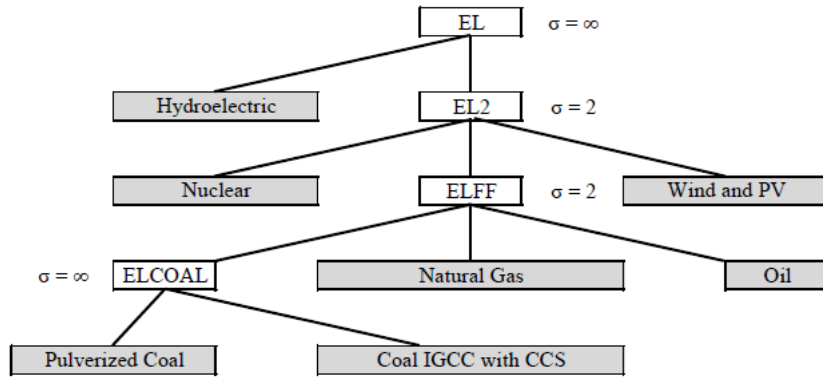 EL σ = ∞
Hydroelectric EL2 σ = 2
Nuclear ELFF σ = 2 Wind and PV
σ = ∞ ELCOAL Natural Gas Oil
Pulverized Coal Coal IGCC with CCS